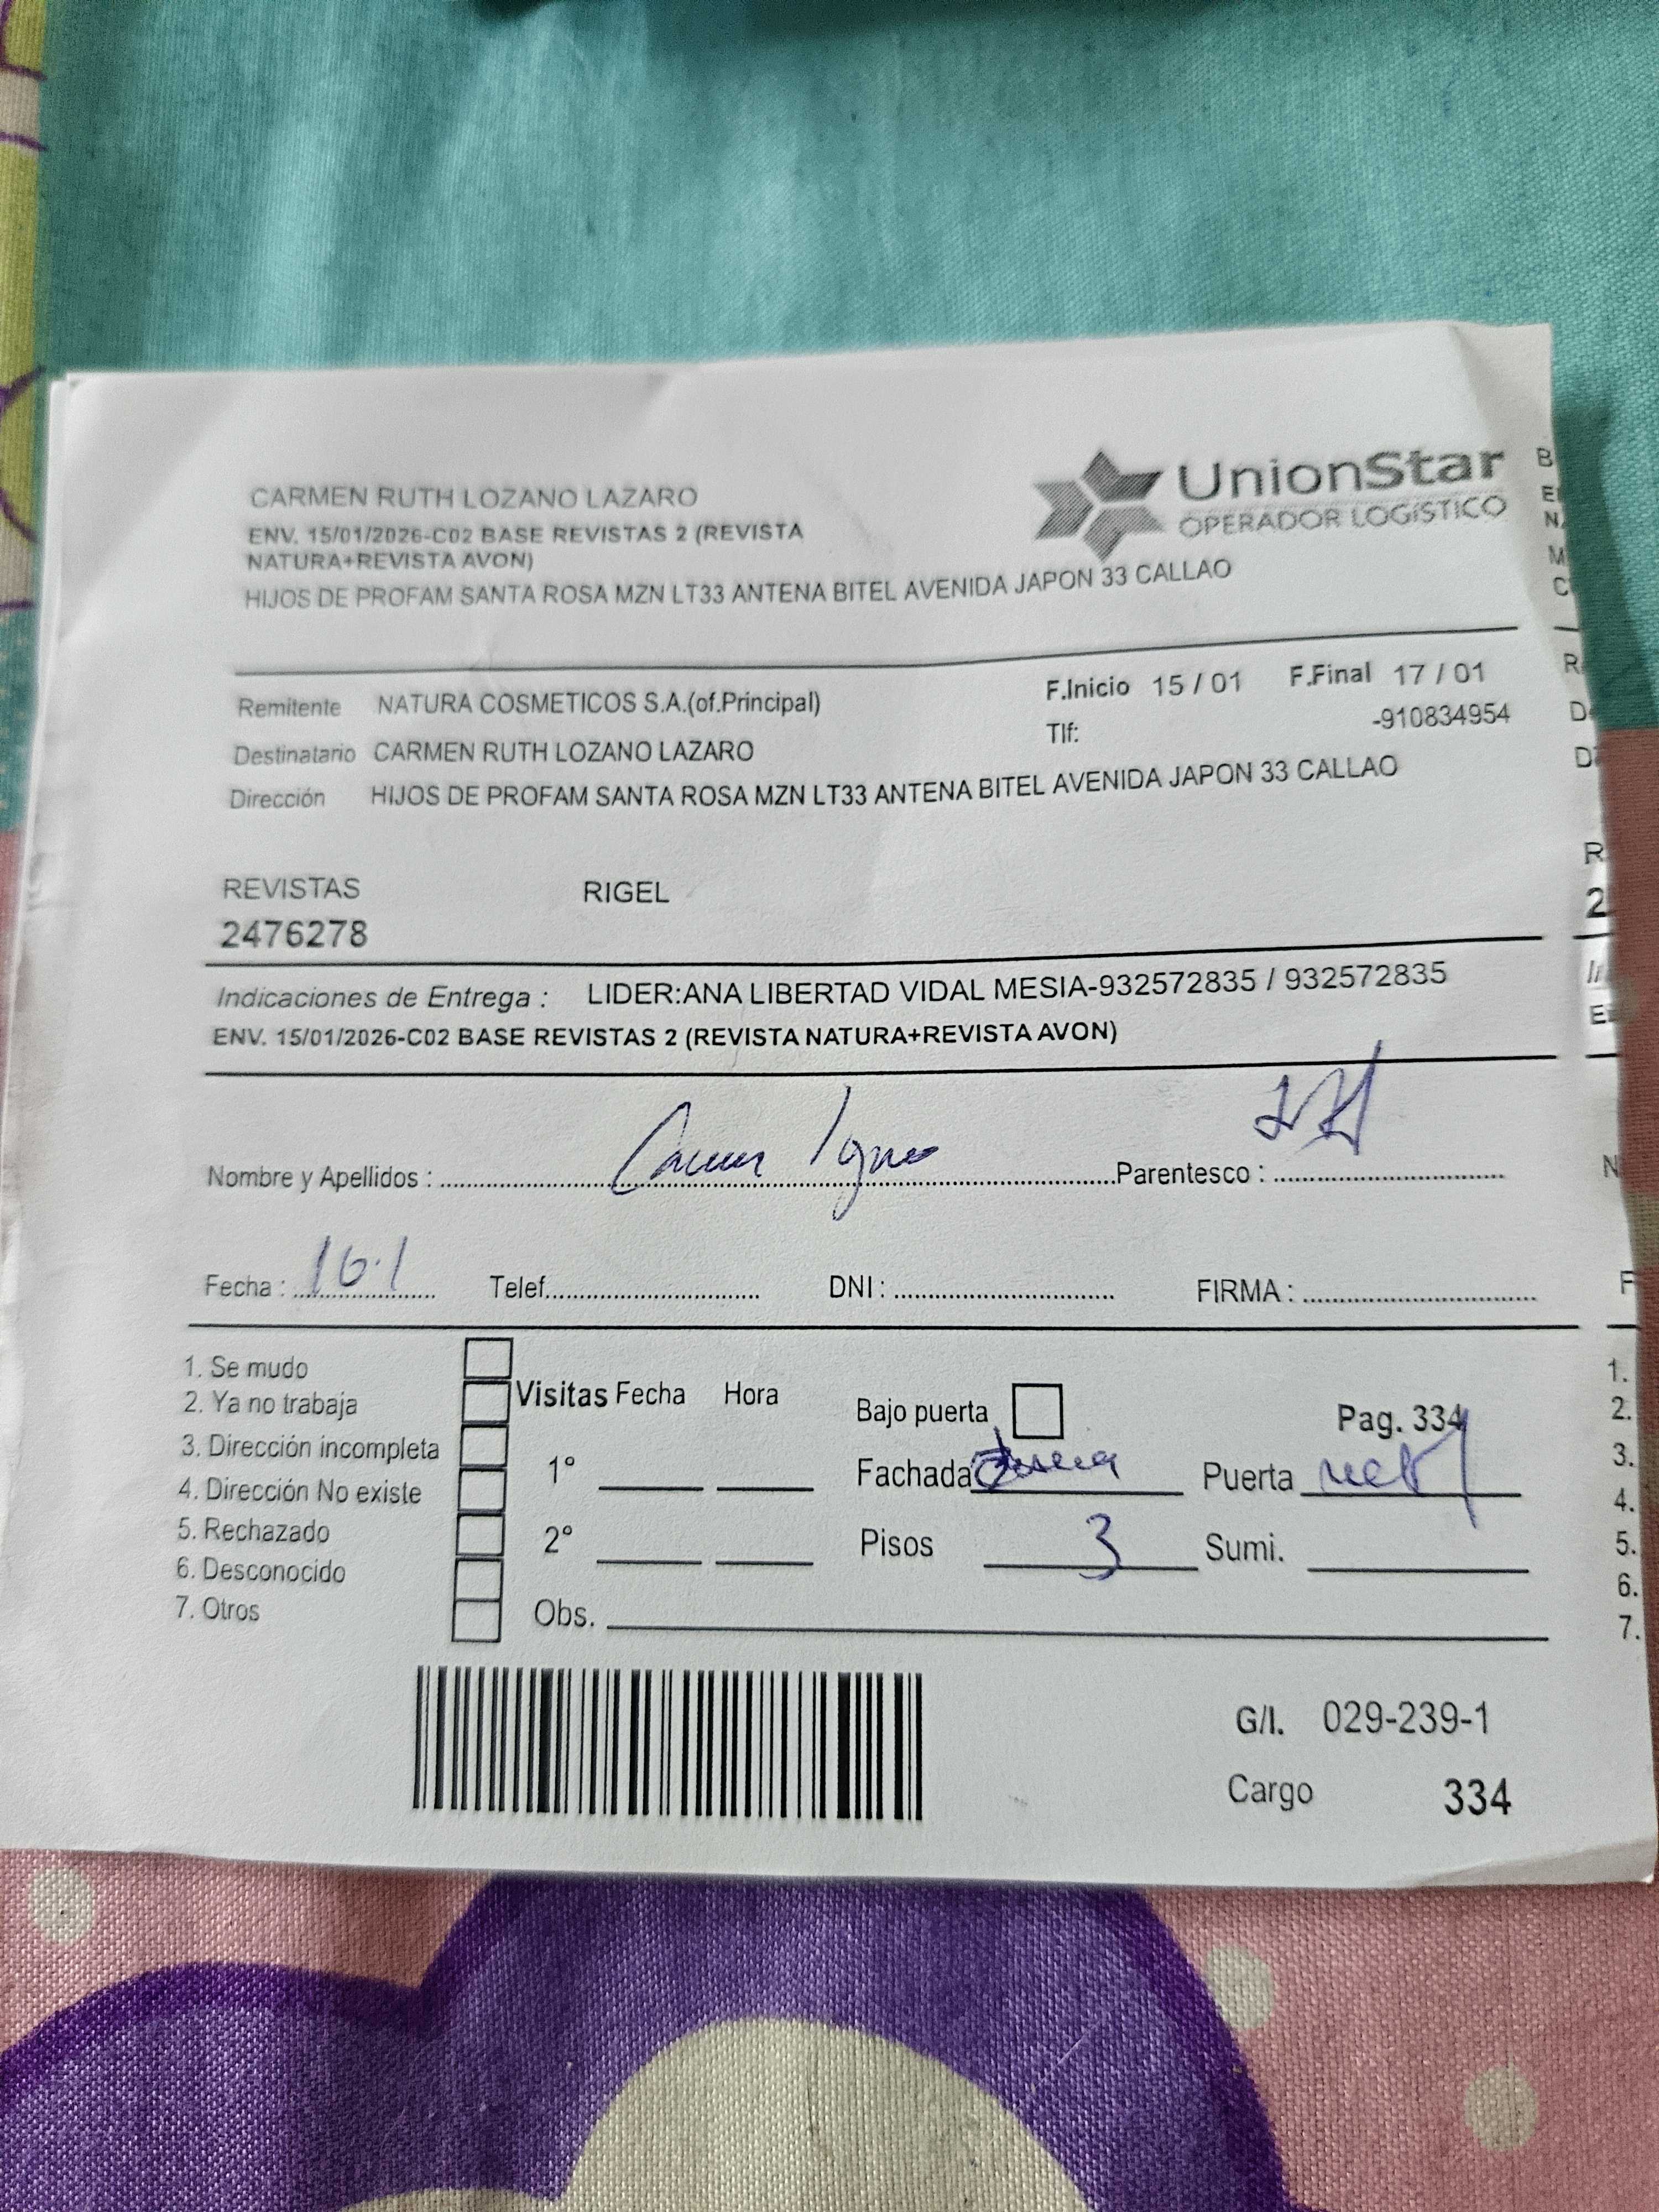 CARMEN RUTH LOZANO LAZARO
ENV. 15/01/2026-C02 BASE REVISTAS 2 (REVISTA
NATURA+REVISTA AVON)
HIJOS DE PROFAM SANTA ROSA MZN LT33 ANTENA BITEL AVENIDA JAPON 33 CALLAO
UnionStar
OPERADOR LOGÍSTICO
Remitente NATURA COSMETICOS S.A.(of.Principal)
F.Inicio 15 / 01 F.Final 17 / 01
Tlf: -910834954
Destinatario CARMEN RUTH LOZANO LAZARO
Dirección HIJOS DE PROFAM SANTA ROSA MZN LT33 ANTENA BITEL AVENIDA JAPON 33 CALLAO
REVISTAS RIGEL
2476278
Indicaciones de Entrega : LIDER:ANA LIBERTAD VIDAL MESIA-932572835 / 932572835
ENV. 15/01/2026-C02 BASE REVISTAS 2 (REVISTA NATURA+REVISTA AVON)
Nombre y Apellidos : Parentesco :
Fecha : 16.1 Telef. DNI : FIRMA :
1. Se mudo
2. Ya no trabaja
3. Dirección incompleta
4. Dirección No existe
5. Rechazado
6. Desconocido
7. Otros
Visitas Fecha Hora
1°
2°
Obs.
Bajo puerta
Pag. 334
Fachada Puerta
Pisos 3 Sumi.
G/I. 029-239-1
Cargo 334
1.
2.
3.
4.
5.
6.
7.